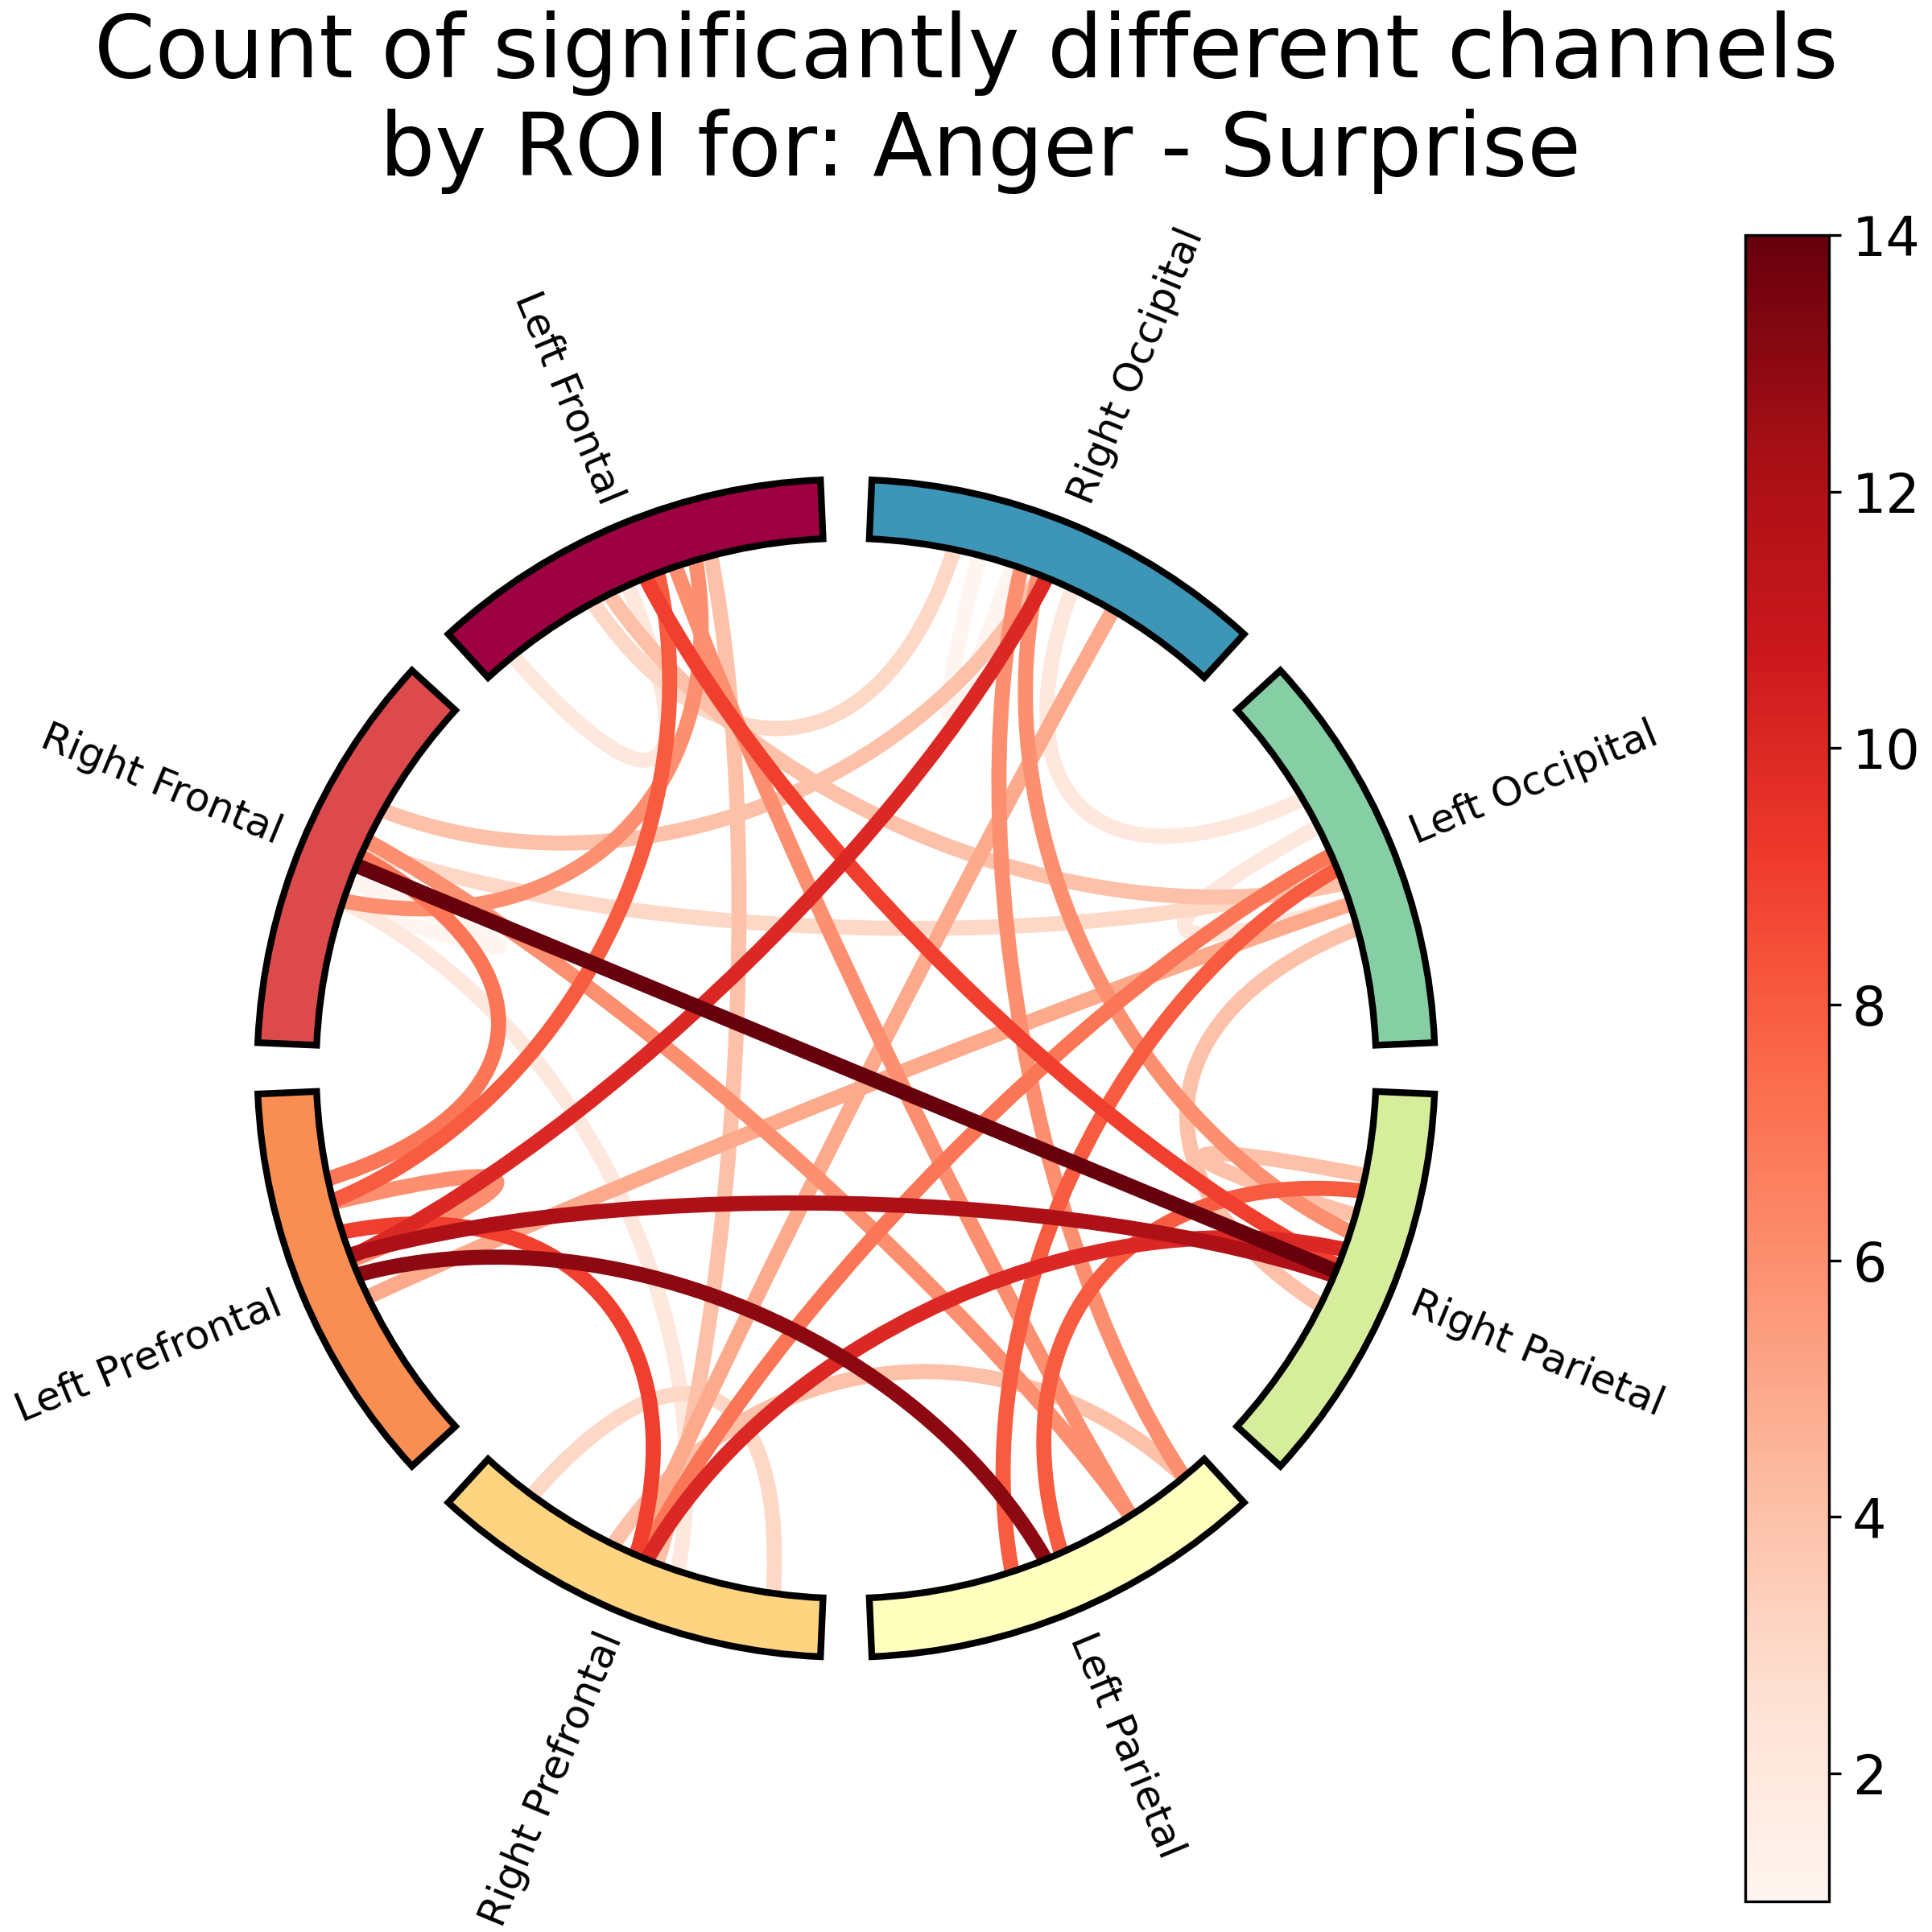 Count of significantly different channels
by ROI for: Anger - Surprise
Left Frontal
Right Occipital
Right Frontal
Left Occipital
Left Prefrontal
Right Parietal
Right Prefrontal
Left Parietal
14
12
10
8
6
4
2